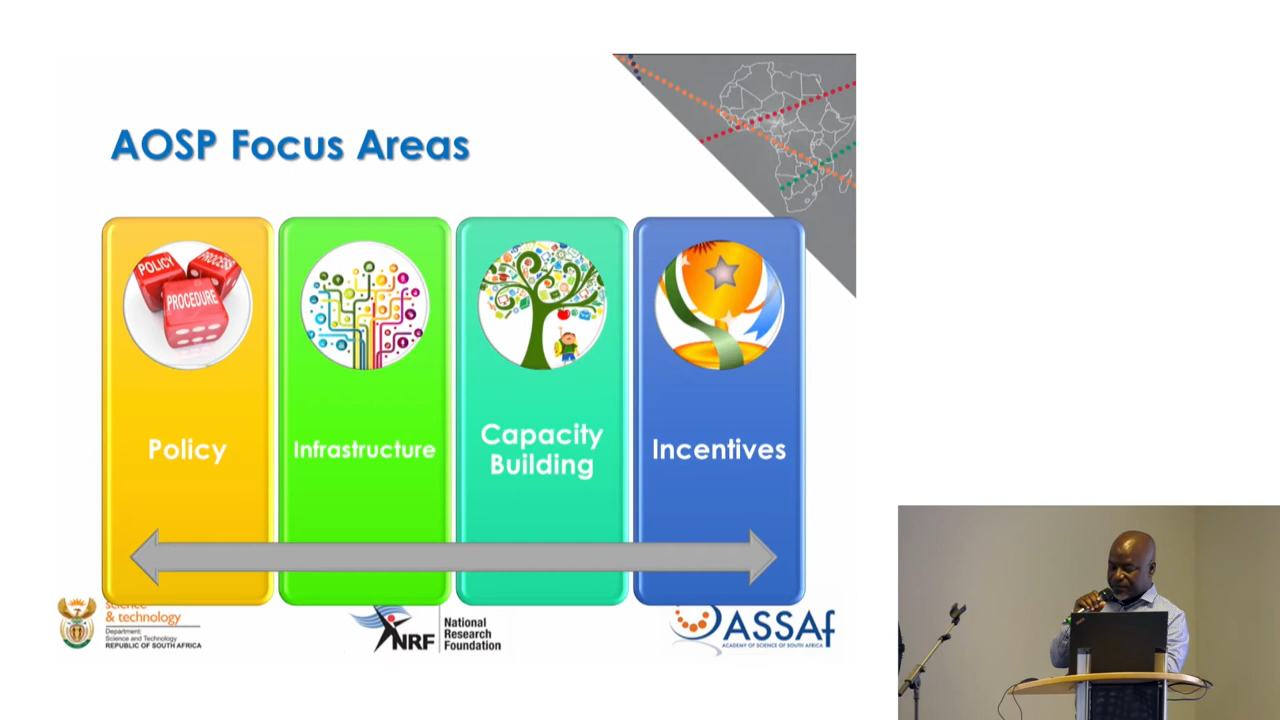 AOSP Focus Areas
POLICY
PROCESS
PROCEDURE
Policy
Infrastructure
Capacity
Building
Incentives
science
& technology
Department:
Science and Technology
REPUBLIC OF SOUTH AFRICA
NRF
National
Research
Foundation
ASSAf
ACADEMY OF SCIENCE OF SOUTH AFRICA